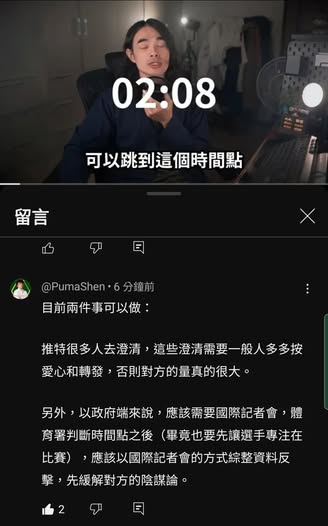 02:08
可以跳到這個時間點
留言
@PumaShen • 6 分鐘前
目前兩件事可以做：
推特很多人去澄清，這些澄清需要一般人多多按
愛心和轉發，否則對方的量真的很大。
另外，以政府端來說，應該需要國際記者會，體
育署判斷時間點之後（畢竟也要先讓選手專注在
比賽），應該以國際記者會的方式綜整資料反
擊，先緩解對方的陰謀論。
2